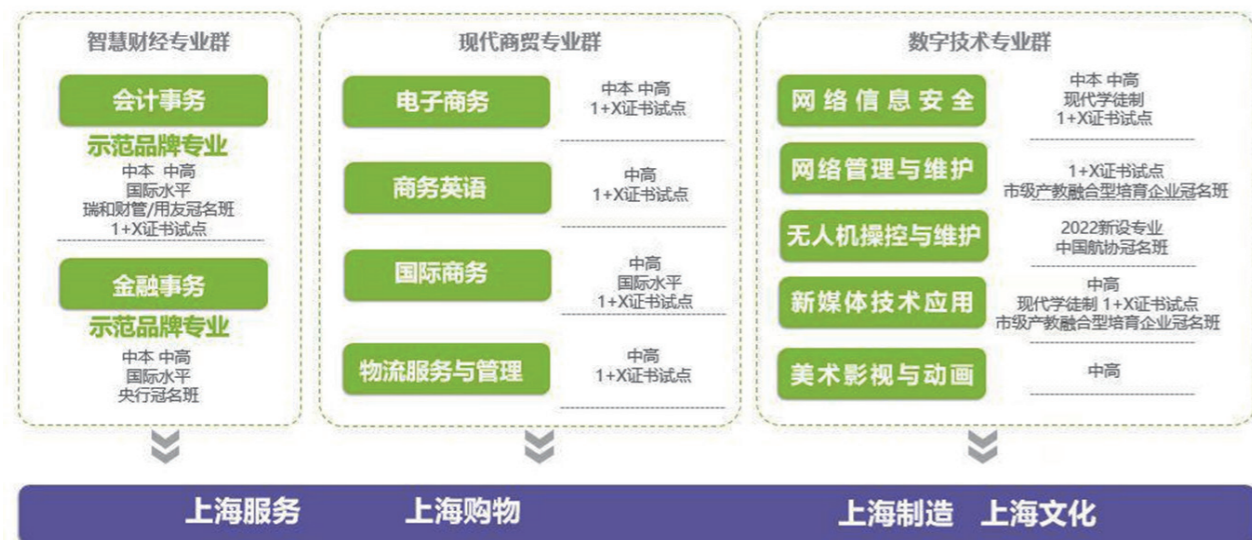 智慧财经专业群
会计事务
示范品牌专业
中本 中高
国际水平
瑞和财管/用友冠名班
1+X证书试点
金融事务
示范品牌专业
中本 中高
国际水平
央行冠名班
现代商贸专业群
电子商务
中本 中高
1+X证书试点
商务英语
中高
1+X证书试点
国际商务
中高
国际水平
1+X证书试点
物流服务与管理
中高
1+X证书试点
数字技术专业群
网络信息安全
中本 中高
现代学徒制
1+X证书试点
网络管理与维护
1+X证书试点
市级产教融合型培育企业冠名班
无人机操控与维护
2022新设专业
中国航协冠名班
新媒体技术应用
中高
现代学徒制 1+X证书试点
市级产教融合型培育企业冠名班
美术影视与动画
中高
上海服务 上海购物 上海制造 上海文化